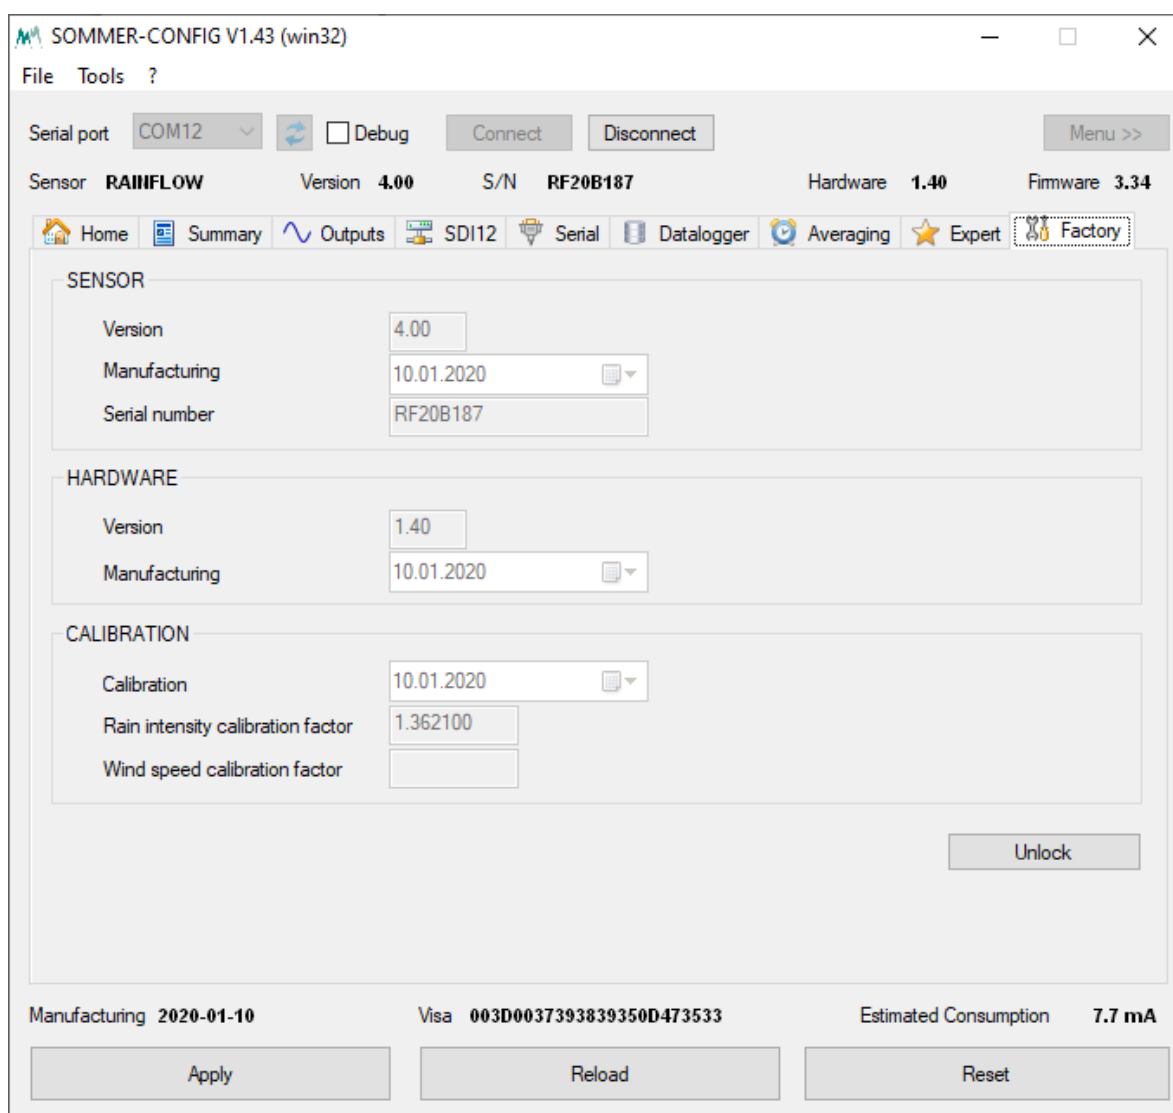 SOMMER-CONFIG V1.43 (win32)
File Tools ?
Serial port COM12 Debug Connect Disconnect Menu >>
Sensor RAINFLOW Version 4.00 S/N RF20B187 Hardware 1.40 Firmware 3.34
Home Summary Outputs SDI12 Serial Datalogger Averaging Expert Factory
SENSOR
Version 4.00
Manufacturing 10.01.2020
Serial number RF20B187
HARDWARE
Version 1.40
Manufacturing 10.01.2020
CALIBRATION
Calibration 10.01.2020
Rain intensity calibration factor 1.362100
Wind speed calibration factor
Unlock
Manufacturing 2020-01-10 Visa 003D0037393839350D473533 Estimated Consumption 7.7 mA
Apply Reload Reset